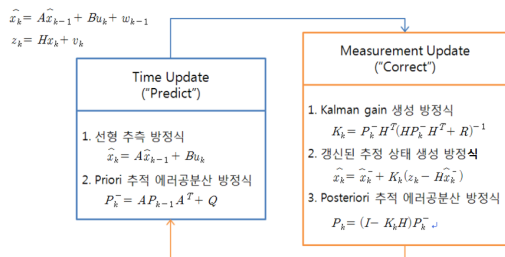 x̂ₖ = Ax̂ₖ₋₁ + Buₖ + wₖ₋₁
zₖ = Hxₖ + vₖ
Time Update
("Predict")
1. 선형 추측 방정식
x̂ₖ = Ax̂ₖ₋₁ + Buₖ
2. Priori 추적 에러공분산 방정식
Pₖ⁻ = APₖ₋₁Aᵀ + Q
Measurement Update
("Correct")
1. Kalman gain 생성 방정식
Kₖ = Pₖ⁻Hᵀ(HPₖ⁻Hᵀ + R)⁻¹
2. 갱신된 추정 상태 생성 방정식
x̂ₖ = x̂ₖ⁻ + Kₖ(zₖ − Hx̂ₖ⁻)
3. Posteriori 추적 에러공분산 방정식
Pₖ = (I − KₖH)Pₖ⁻ ↵